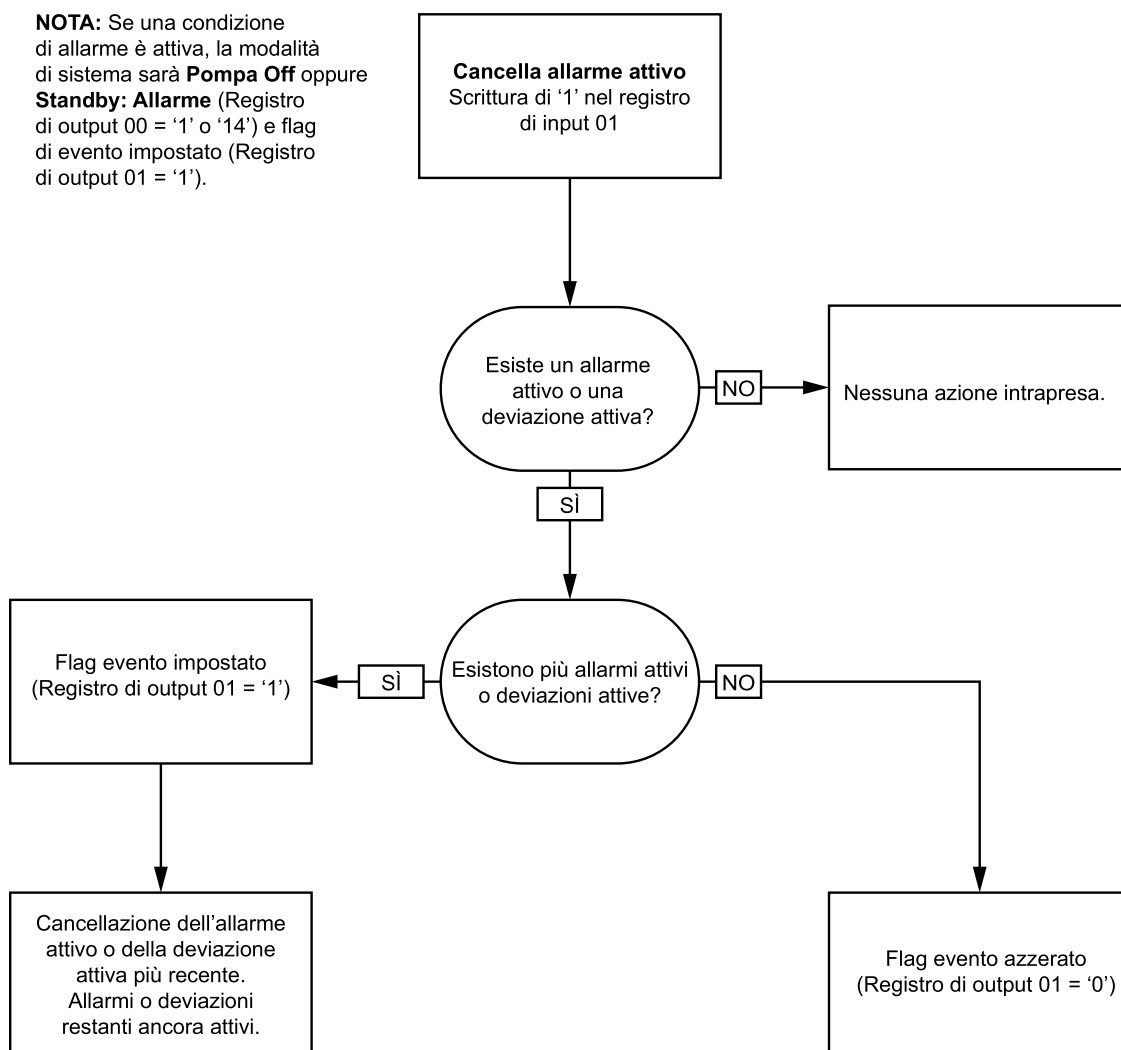 NOTA: Se una condizione
di allarme è attiva, la modalità
di sistema sarà Pompa Off oppure
Standby: Allarme (Registro
di output 00 = ‘1’ o ‘14’) e flag
di evento impostato (Registro
di output 01 = ‘1’).
Cancella allarme attivo
Scrittura di ‘1’ nel registro
di input 01
Esiste un allarme
attivo o una
deviazione attiva?
NO
Nessuna azione intrapresa.
SÌ
Esistono più allarmi attivi
o deviazioni attive?
SÌ
NO
Flag evento impostato
(Registro di output 01 = ‘1’)
Cancellazione dell’allarme
attivo o della deviazione
attiva più recente.
Allarmi o deviazioni
restanti ancora attivi.
Flag evento azzerato
(Registro di output 01 = ‘0’)